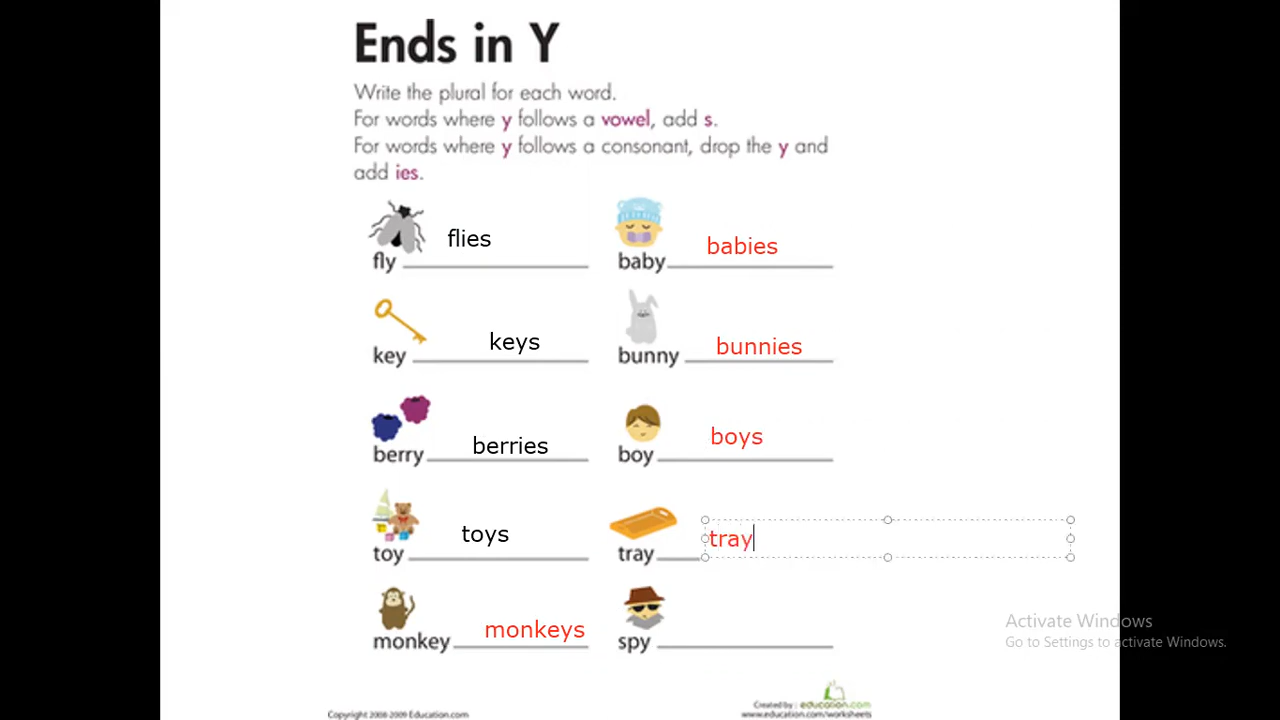 Ends in Y
Write the plural for each word.
For words where y follows a vowel, add s.
For words where y follows a consonant, drop the y and
add ies.
fly flies
baby babies
key keys
bunny bunnies
berry berries
boy boys
toy toys
tray tray
monkey monkeys
spy
Activate Windows
Go to Settings to activate Windows.
Copyright 2008-2009 Education.com
Created by: education.com
www.education.com/worksheets